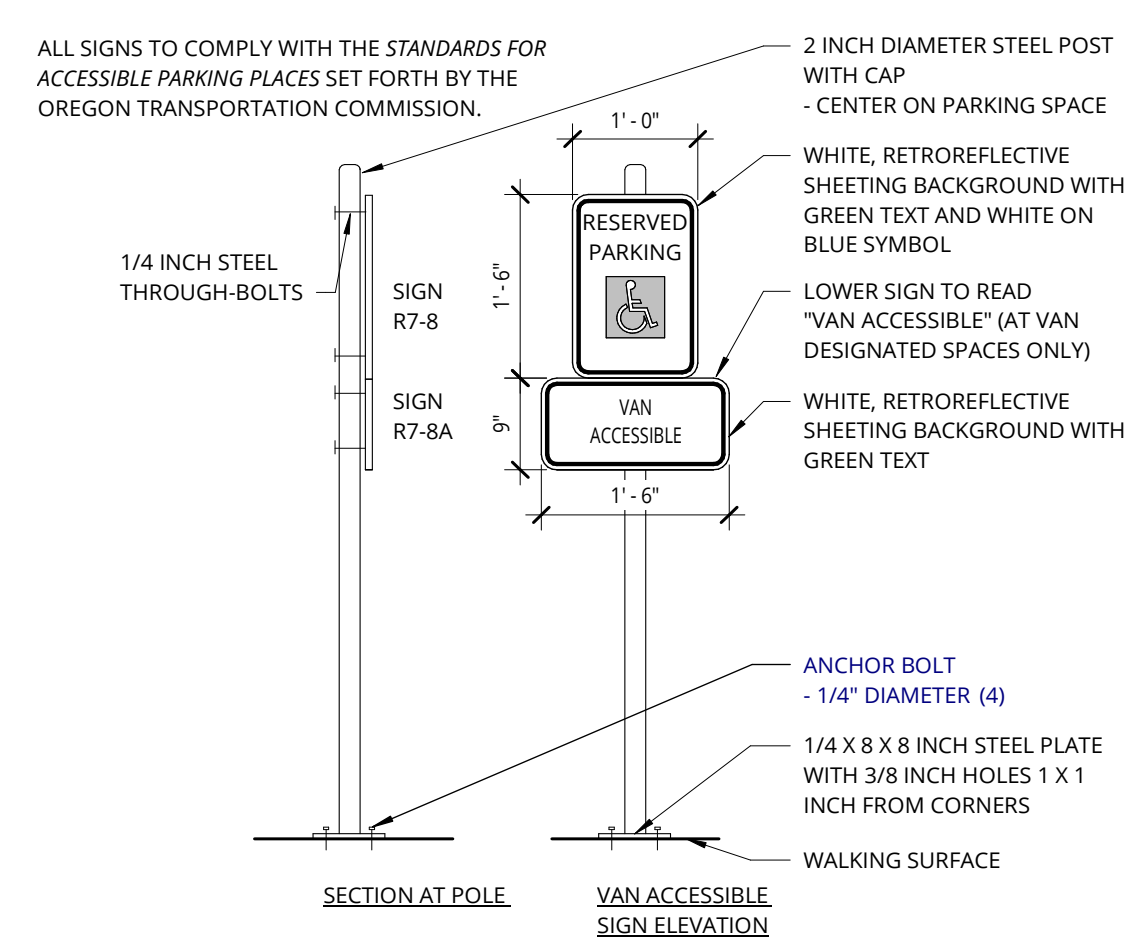 ALL SIGNS TO COMPLY WITH THE STANDARDS FOR
ACCESSIBLE PARKING PLACES SET FORTH BY THE
OREGON TRANSPORTATION COMMISSION.
2 INCH DIAMETER STEEL POST
WITH CAP
- CENTER ON PARKING SPACE
1' - 0"
WHITE, RETROREFLECTIVE
SHEETING BACKGROUND WITH
GREEN TEXT AND WHITE ON
BLUE SYMBOL
RESERVED
PARKING
1/4 INCH STEEL
THROUGH-BOLTS
SIGN
R7-8
1' - 6"
LOWER SIGN TO READ
"VAN ACCESSIBLE" (AT VAN
DESIGNATED SPACES ONLY)
SIGN
R7-8A
9"
VAN
ACCESSIBLE
WHITE, RETROREFLECTIVE
SHEETING BACKGROUND WITH
GREEN TEXT
1' - 6"
ANCHOR BOLT
- 1/4" DIAMETER (4)
1/4 X 8 X 8 INCH STEEL PLATE
WITH 3/8 INCH HOLES 1 X 1
INCH FROM CORNERS
WALKING SURFACE
SECTION AT POLE
VAN ACCESSIBLE
SIGN ELEVATION